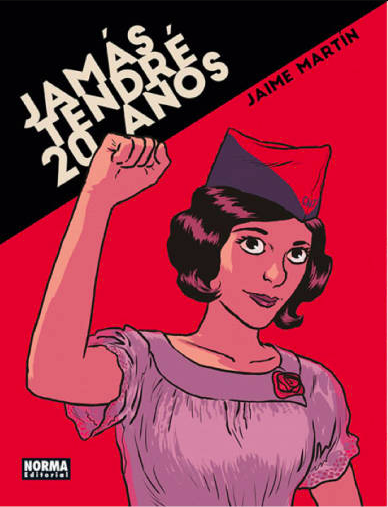 JAMÁS
TENDRÉ
20 AÑOS
JAIME MARTÍN
NORMA
Editorial